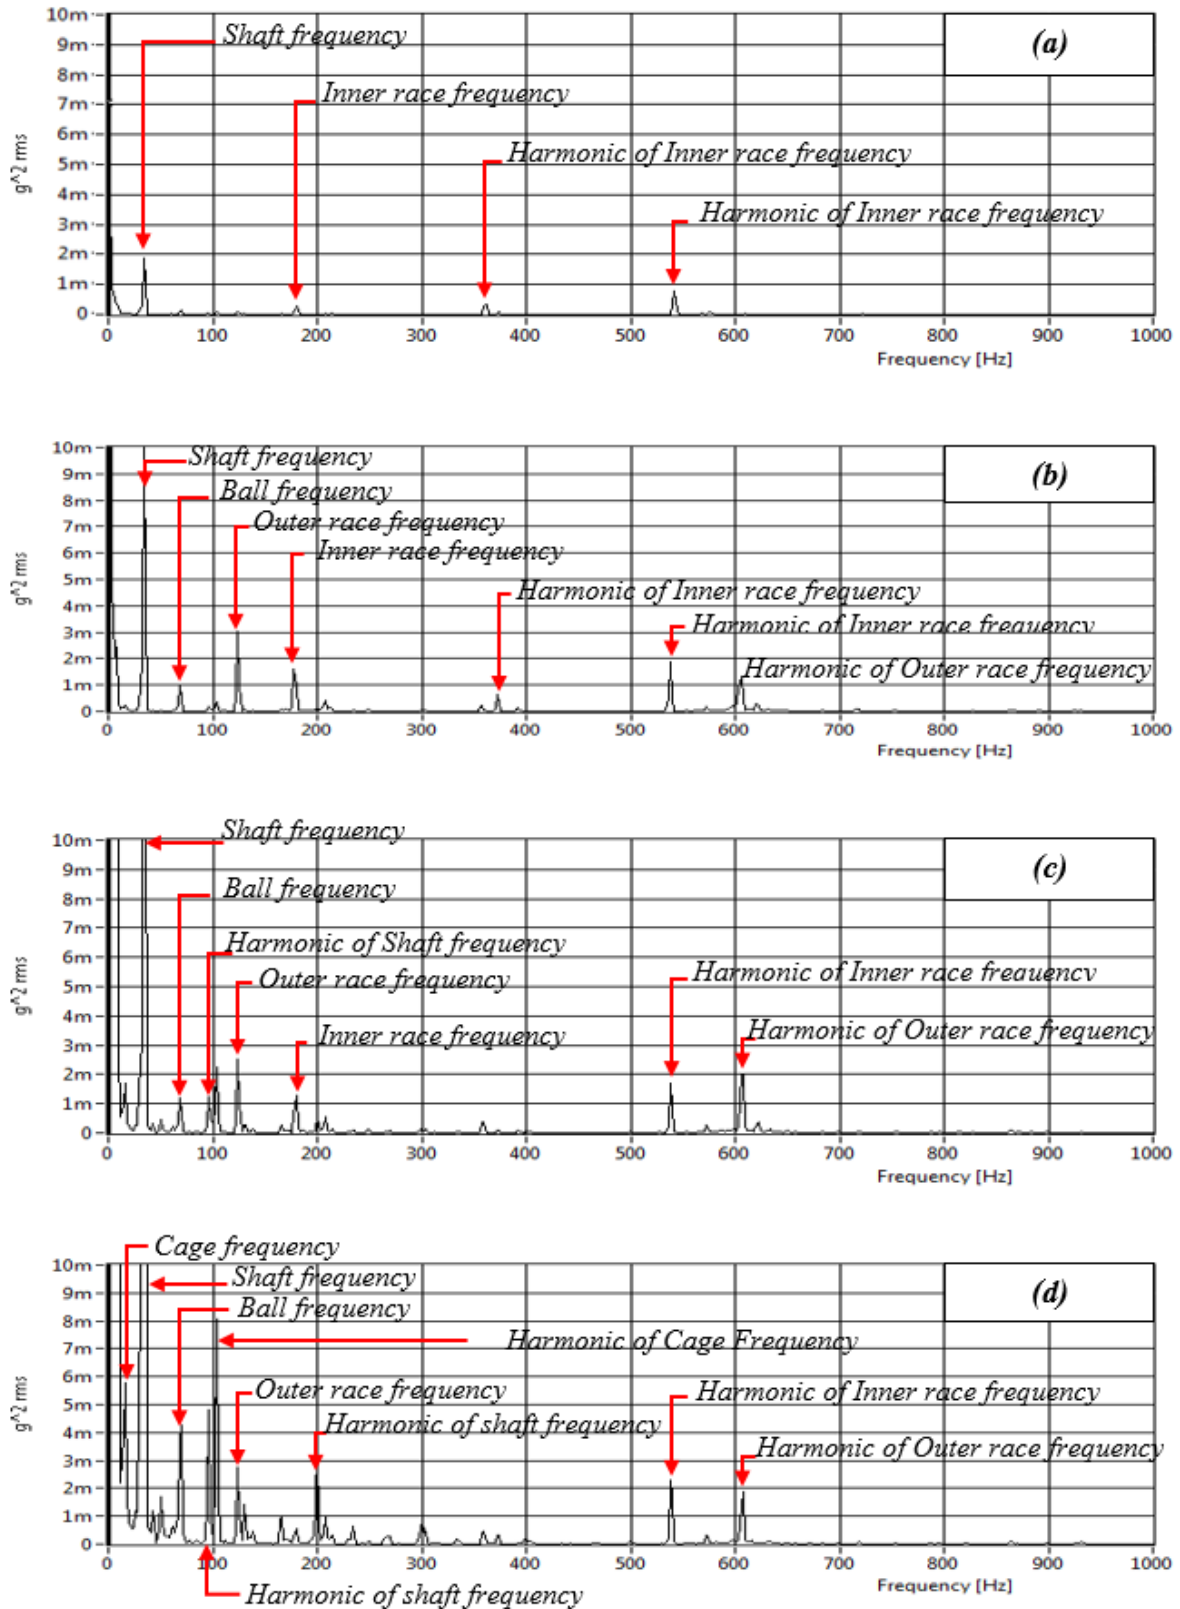 10m
Shaft frequency
(a)
9m
8m
7m
Inner race frequency
6m
5m
Harmonic of Inner race frequency
4m
3m
Harmonic of Inner race frequency
2m
1m
0
g^2 rms
0 100 200 300 400 500 600 700 800 900 1000
Frequency [Hz]
10m
Shaft frequency
(b)
9m
Ball frequency
8m
7m
Outer race frequency
6m
Inner race frequency
5m
Harmonic of Inner race frequency
4m
3m
Harmonic of Inner race frequency
2m
Harmonic of Outer race frequency
1m
0
g^2 rms
0 100 200 300 400 500 600 700 800 900 1000
Frequency [Hz]
Shaft frequency
10m
(c)
9m
Ball frequency
8m
7m
Harmonic of Shaft frequency
6m
Outer race frequency
Harmonic of Inner race frequency
5m
4m
Inner race frequency
Harmonic of Outer race frequency
3m
2m
1m
0
g^2 rms
0 100 200 300 400 500 600 700 800 900 1000
Frequency [Hz]
Cage frequency
10m
Shaft frequency
(d)
9m
Ball frequency
8m
Harmonic of Cage Frequency
7m
6m
Outer race frequency
Harmonic of Inner race frequency
5m
Harmonic of shaft frequency
4m
Harmonic of Outer race frequency
3m
2m
1m
0
g^2 rms
0 100 200 300 400 500 600 700 800 900 1000
Frequency [Hz]
Harmonic of shaft frequency